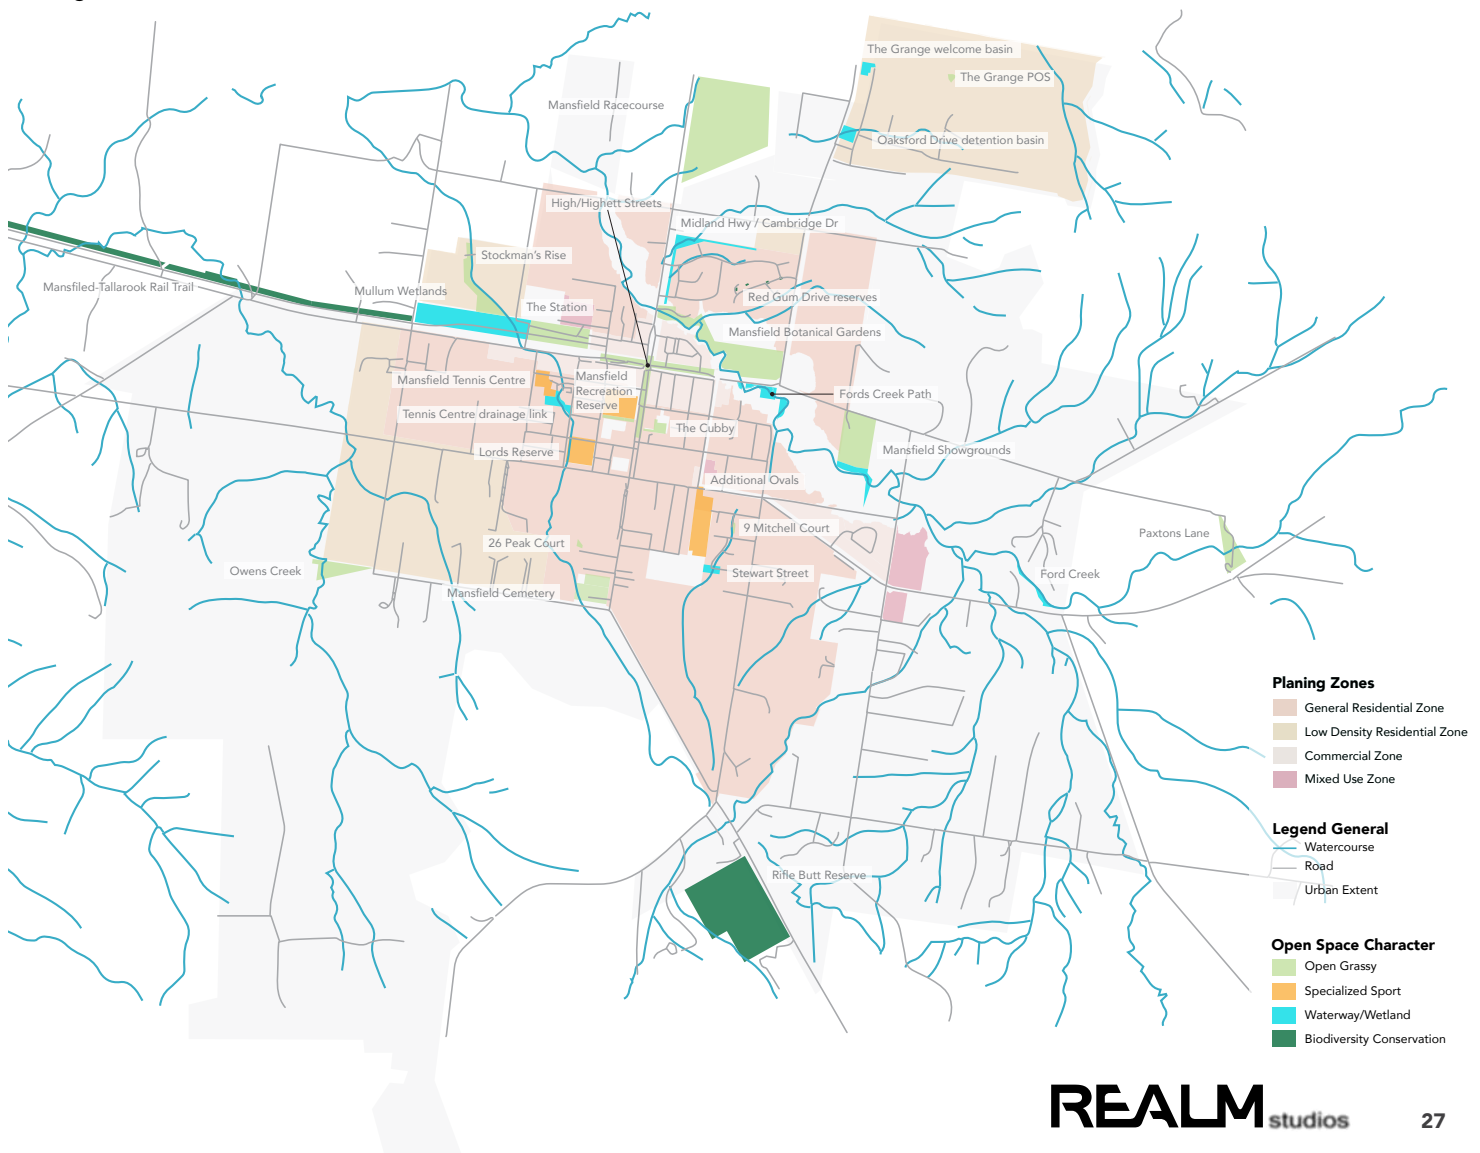 The Grange welcome basin
The Grange POS
Mansfield Racecourse
Oaksford Drive detention basin
High/Highett Streets
Midland Hwy / Cambridge Dr
Stockman's Rise
Mansfiled-Tallarook Rail Trail
Mullum Wetlands
The Station
Red Gum Drive reserves
Mansfield Botanical Gardens
Mansfield Tennis Centre
Mansfield
Recreation
Reserve
Fords Creek Path
Tennis Centre drainage link
The Cubby
Lords Reserve
Mansfield Showgrounds
Additional Ovals
9 Mitchell Court
Paxtons Lane
26 Peak Court
Owens Creek
Stewart Street
Ford Creek
Mansfield Cemetery
Rifle Butt Reserve
Planing Zones
General Residential Zone
Low Density Residential Zone
Commercial Zone
Mixed Use Zone
Legend General
Watercourse
Road
Urban Extent
Open Space Character
Open Grassy
Specialized Sport
Waterway/Wetland
Biodiversity Conservation
REALM studios
27